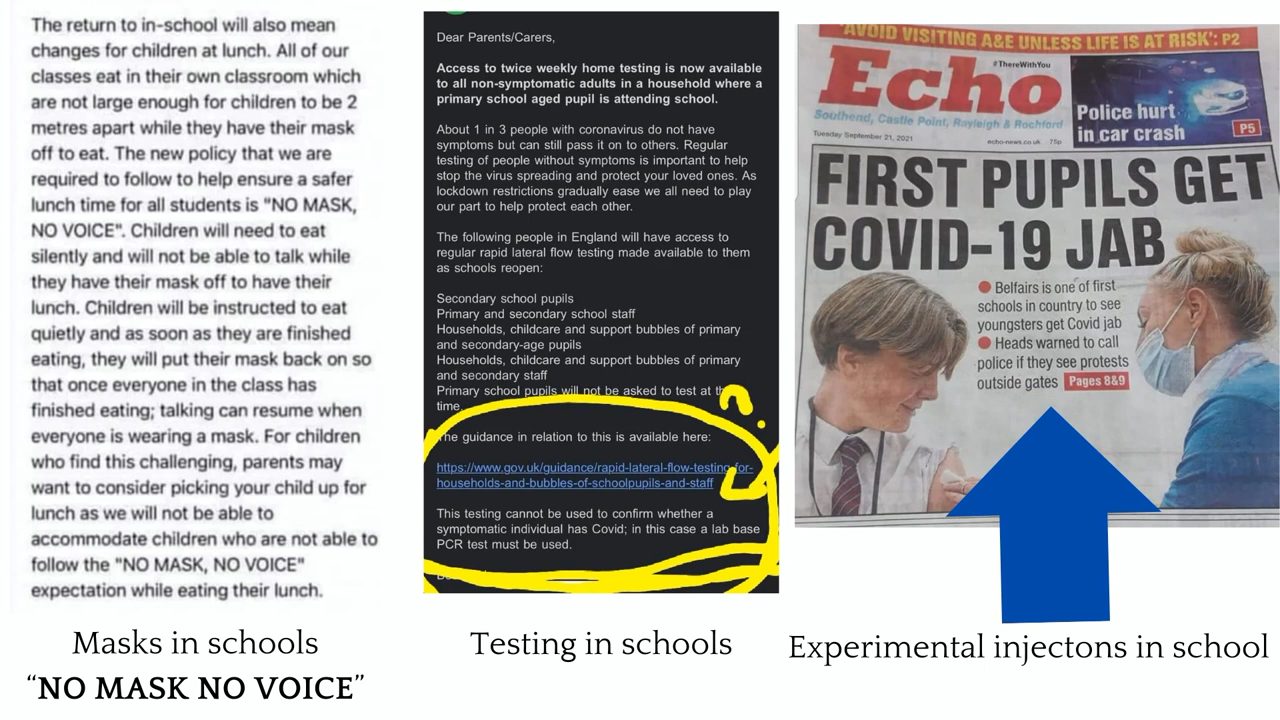 The return to in-school will also mean
changes for children at lunch. All of our
classes eat in their own classroom which
are not large enough for children to be 2
metres apart while they have their mask
off to eat. The new policy that we are
required to follow to help ensure a safer
lunch time for all students is "NO MASK,
NO VOICE". Children will need to eat
silently and will not be able to talk while
they have their mask off to have their
lunch. Children will be instructed to eat
quietly and as soon as they are finished
eating, they will put their mask back on so
that once everyone in the class has
finished eating; talking can resume when
everyone is wearing a mask. For children
who find this challenging, parents may
want to consider picking your child up for
lunch as we will not be able to
accommodate children who are not able to
follow the "NO MASK, NO VOICE"
expectation while eating their lunch.
Masks in schools
“NO MASK NO VOICE”
Dear Parents/Carers,
Access to twice weekly home testing is now available
to all non-symptomatic adults in a household where a
primary school aged pupil is attending school.
About 1 in 3 people with coronavirus do not have
symptoms but can still pass it on to others. Regular
testing of people without symptoms is important to help
stop the virus spreading and protect your loved ones. As
lockdown restrictions gradually ease we all need to play
our part to help protect each other.
The following people in England will have access to
regular rapid lateral flow testing made available to them
as schools reopen:
Secondary school pupils
Primary and secondary school staff
Households, childcare and support bubbles of primary
and secondary-age pupils
Households, childcare and support bubbles of primary
and secondary staff
Primary school pupils will not be asked to test at
time.
The guidance in relation to this is available here:
https://www.gov.uk/guidance/rapid-lateral-flow-testing-for-
households-and-bubbles-of-schoolpupils-and-staff
This testing cannot be used to confirm whether a
symptomatic individual has Covid; in this case a lab base
PCR test must be used.
Testing in schools
'AVOID VISITING A&E UNLESS LIFE IS AT RISK': P2
#ThereWithYou
Echo
Southend, Castle Point, Rayleigh & Rochford
Tuesday September 21, 2021
echo-news.co.uk 75p
Police hurt
in car crash
P5
FIRST PUPILS GET
COVID-19 JAB
Belfairs is one of first
schools in country to see
youngsters get Covid jab
Heads warned to call
police if they see protests
outside gates Pages 8&9
Experimental injectons in school